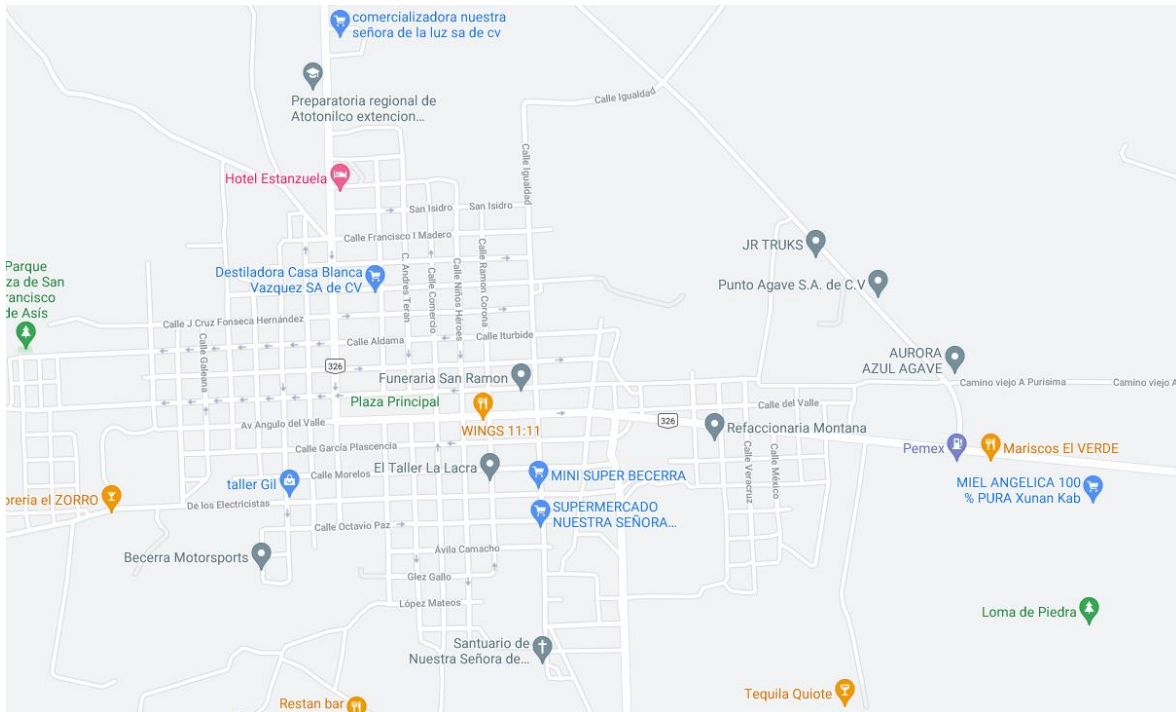 comercializadora nuestra
señora de la luz sa de cv
Preparatoria regional de
Atotonilco extencion...
Calle Igualdad
Calle Igualdad
Hotel Estanzuela
San Isidro
San Isidro
Calle Francisco I Madero
JR TRUKS
Parque
za de San
rancisco
de Asís
Destiladora Casa Blanca
Vazquez SA de CV
C. Andres Teran
Calle Comercio
Calle Niños Héroes
Calle Ramon Corona
Punto Agave S.A. de C.V
Calle J Cruz Fonseca Hernández
Calle Galeana
Calle Aldama
Calle Iturbide
326
AURORA
AZUL AGAVE
Funeraria San Ramon
Camino viejo A Purisima
Camino viejo A
Plaza Principal
Calle del Valle
Av Angulo del Valle
WINGS 11:11
326
Refaccionaria Montana
Calle García Plascencia
Pemex
Mariscos El VERDE
Calle Morelos
El Taller La Lacra
MINI SUPER BECERRA
Calle Veracruz
Calle México
taller Gil
MIEL ANGELICA 100
% PURA Xunan Kab
oreria el ZORRO
De los Electricistas
SUPERMERCADO
NUESTRA SEÑORA...
Calle Octavio Paz
Becerra Motorsports
Ávila Camacho
Glez Gallo
López Mateos
Loma de Piedra
Santuario de
Nuestra Señora de...
Tequila Quiote
Restan bar